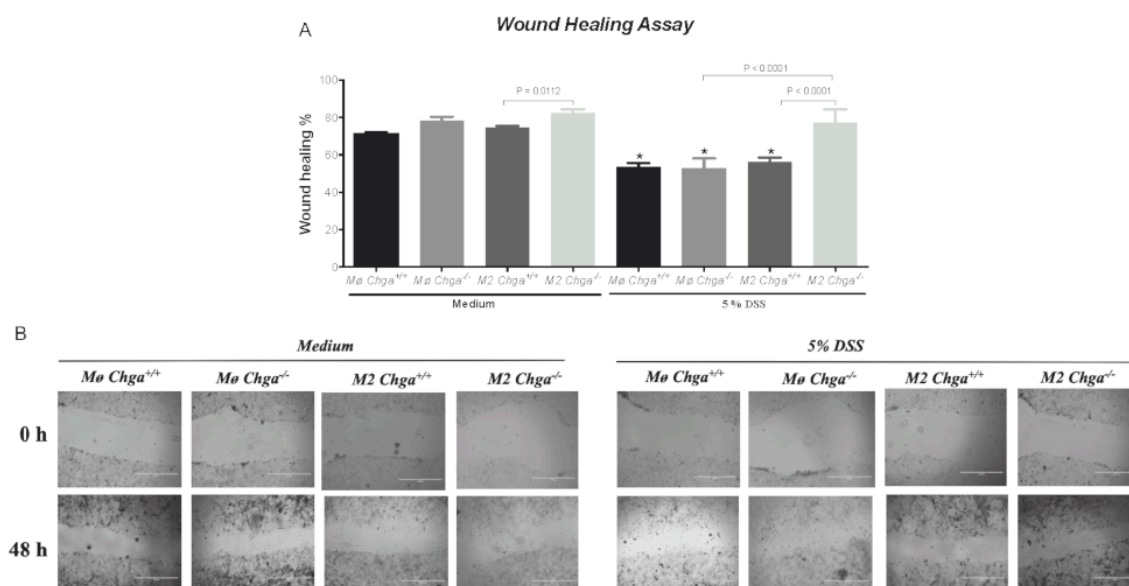 Wound Healing Assay
A
P < 0.0001
P = 0.0112
P < 0.0001
Wound healing %
100
80
60
40
20
0
* * *
Mø Chga+/+ Mø Chga-/- M2 Chga+/+ M2 Chga-/- Mø Chga+/+ Mø Chga-/- M2 Chga+/+ M2 Chga-/-
Medium 5 % DSS
B
Medium 5% DSS
Mø Chga+/+ Mø Chga-/- M2 Chga+/+ M2 Chga-/- Mø Chga+/+ Mø Chga-/- M2 Chga+/+ M2 Chga-/-
0 h
48 h